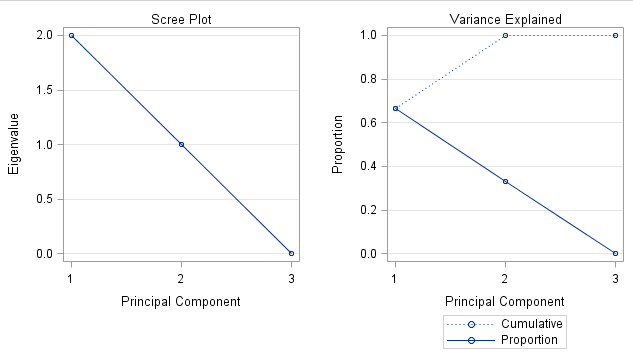 Scree Plot
2.0
1.5
1.0
0.5
0.0
Eigenvalue
1 2 3
Principal Component
Variance Explained
1.0
0.8
0.6
0.4
0.2
0.0
Proportion
1 2 3
Principal Component
Cumulative
Proportion